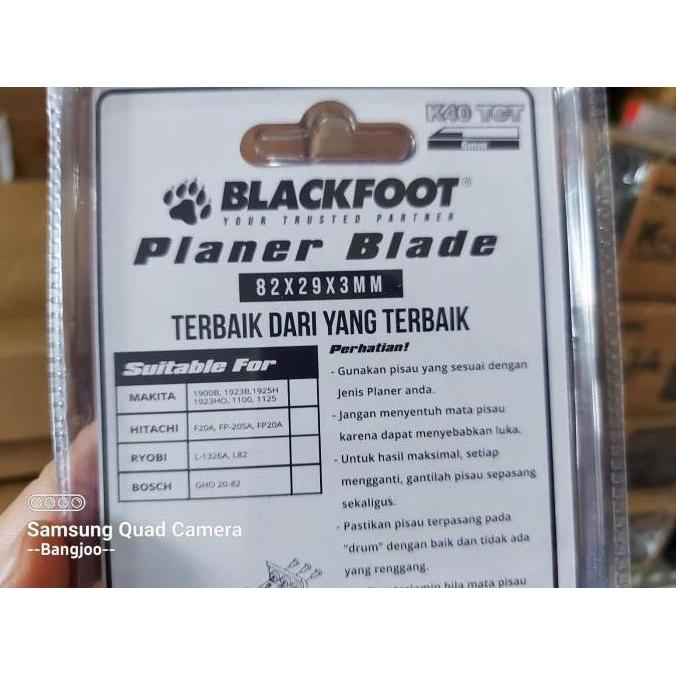 K40 TCT
6mm
BLACKFOOT®
YOUR TRUSTED PARTNER
Planer Blade
82X29X3MM
TERBAIK DARI YANG TERBAIK
Suitable For
MAKITA 1900B, 1923B,1925H
1923HO, 1100, 1125
HITACHI F20A, FP-20SA, FP20A
RYOBI L-1326A, L82
BOSCH GHO 20-82
Perhatian!
- Gunakan pisau yang sesuai dengan
Jenis Planer anda.
- Jangan menyentuh mata pisau
karena dapat menyebabkan luka.
- Untuk hasil maksimal, setiap
mengganti, gantilah pisau sepasang
sekaligus.
- Pastikan pisau terpasang pada
"drum" dengan baik dan tidak ada
yang renggang.
terjamin bila mata pisau
Samsung Quad Camera
--Bangjoo--